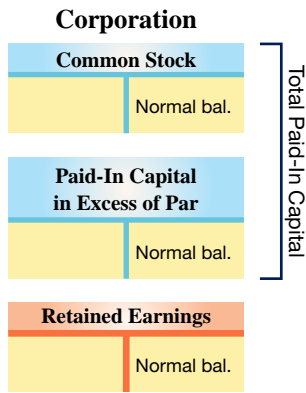 Corporation
Common Stock
Normal bal.
Paid-In Capital
in Excess of Par
Normal bal.
Total Paid-In Capital
Retained Earnings
Normal bal.